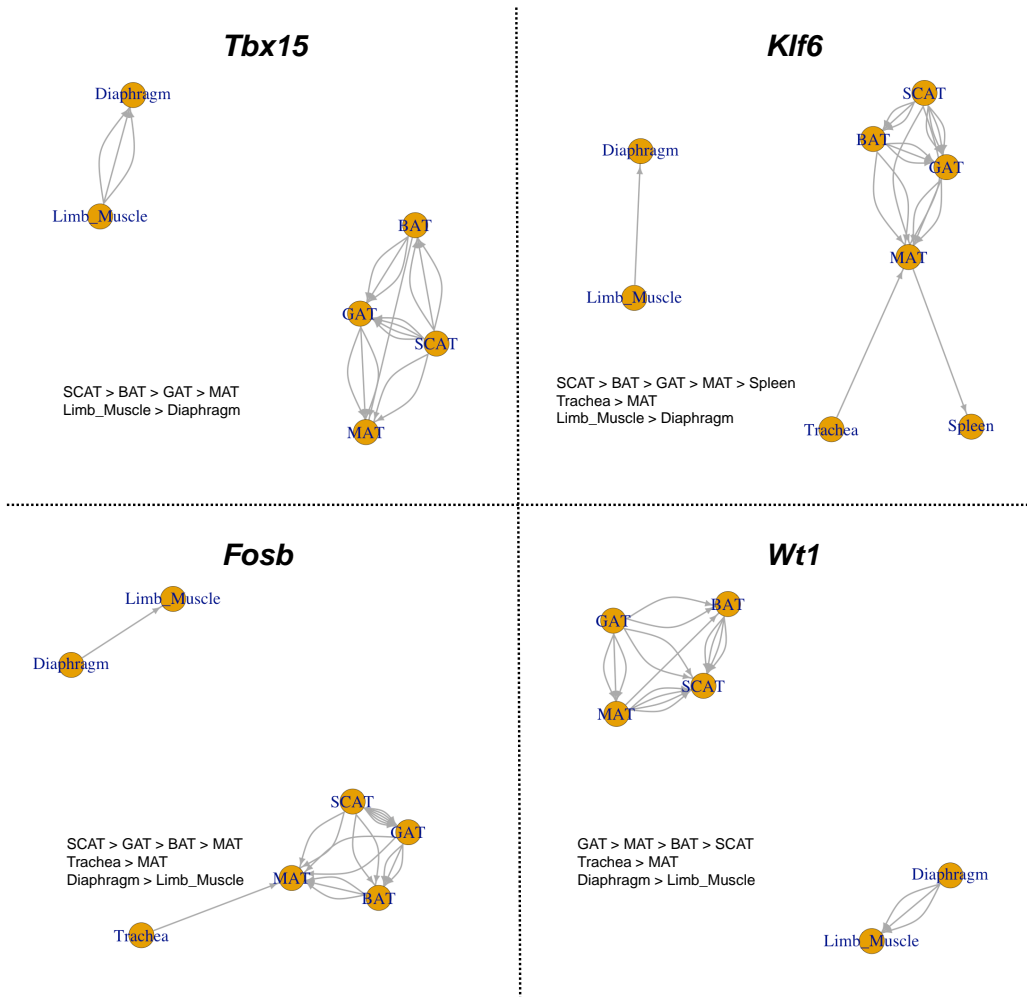 Tbx15
Diaphragm
Limb_Muscle
BAT
GAT
SCAT
MAT
SCAT > BAT > GAT > MAT
Limb_Muscle > Diaphragm
Klf6
SCAT
BAT
Diaphragm
GAT
MAT
Limb_Muscle
SCAT > BAT > GAT > MAT > Spleen
Trachea > MAT
Limb_Muscle > Diaphragm
Trachea
Spleen
Fosb
Limb_Muscle
Diaphragm
SCAT
GAT
SCAT > GAT > BAT > MAT
Trachea > MAT
Diaphragm > Limb_Muscle
MAT
BAT
Trachea
Wt1
BAT
GAT
SCAT
MAT
GAT > MAT > BAT > SCAT
Trachea > MAT
Diaphragm > Limb_Muscle
Diaphragm
Limb_Muscle